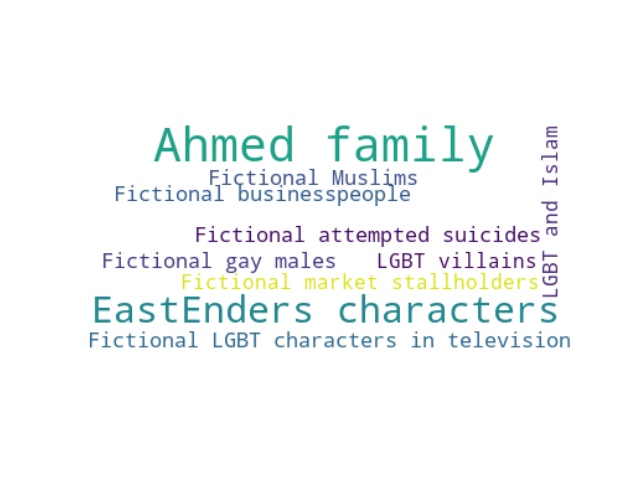 Ahmed family
Fictional Muslims
Fictional businesspeople
LGBT and Islam
Fictional attempted suicides
Fictional gay males
LGBT villains
Fictional market stallholders
EastEnders characters
Fictional LGBT characters in television